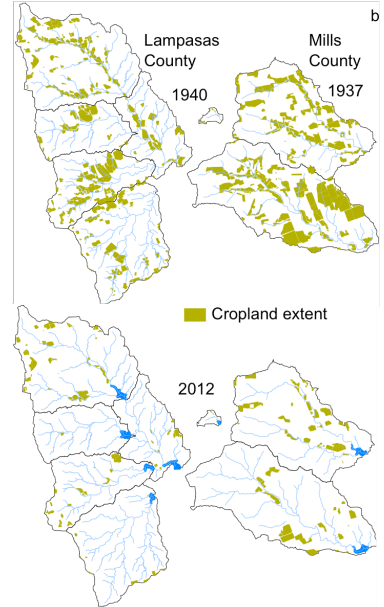 b
Lampasas
County
1940
Mills
County
1937
Cropland extent
2012